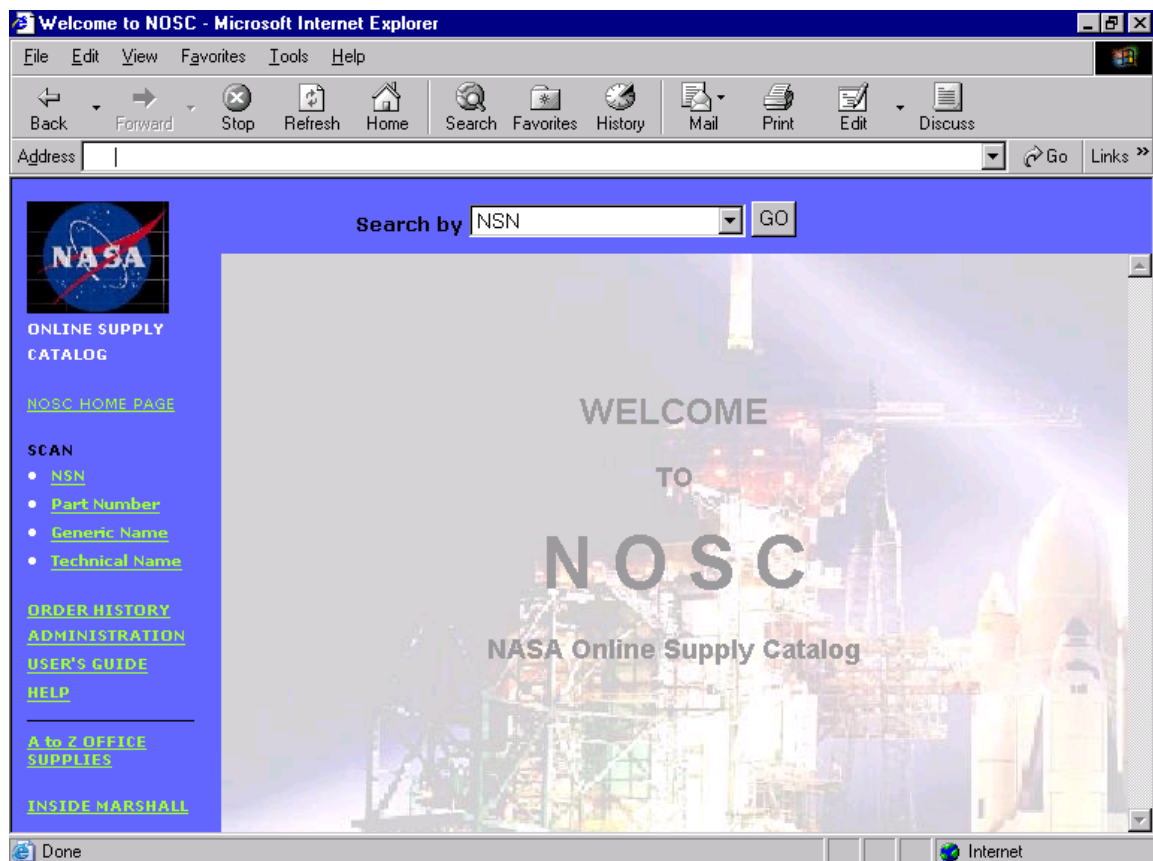 Welcome to NOSC - Microsoft Internet Explorer
File Edit View Favorites Tools Help
Back Forward Stop Refresh Home Search Favorites History Mail Print Edit Discuss
Address Go Links »
Search by NSN GO
NASA
ONLINE SUPPLY
CATALOG
NOSC HOME PAGE
SCAN
• NSN
• Part Number
• Generic Name
• Technical Name
ORDER HISTORY
ADMINISTRATION
USER'S GUIDE
HELP
A to Z OFFICE
SUPPLIES
INSIDE MARSHALL
WELCOME
TO
N O S C
NASA Online Supply Catalog
Done Internet